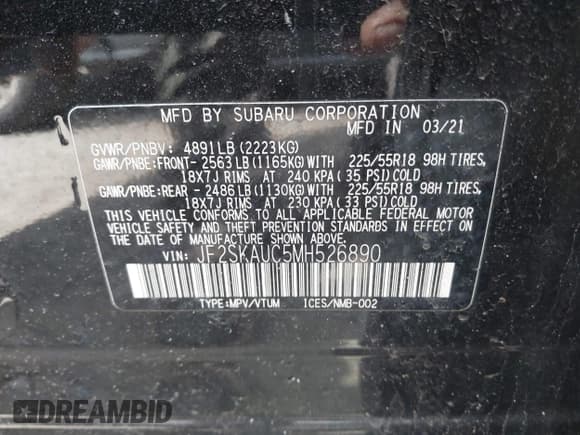 MFD BY SUBARU CORPORATION
MFD IN 03/21
GVWR/PNBV: 4891LB(2223KG)
GAWR/PNBE:FRONT-2563LB(1165KG)WITH 225/55R18 98H TIRES,
18X7J RIMS AT 240 KPA(35 PSI)COLD
GAWR/PNBE:REAR -2486LB(1130KG)WITH 225/55R18 98H TIRES,
18X7J RIMS AT 230 KPA(33 PSI)COLD
THIS VEHICLE CONFORMS TO ALL APPLICABLE FEDERAL MOTOR
VEHICLE SAFETY, BUMPER, AND THEFT PREVENTION STANDARDS
IN EFFECT ON THE DATE OF MANUFACTURE SHOWN ABOVE.
VIN: JF2SKAUC5MH526890
TYPE:MPV/VTUM ICES/NMB-002
DREAMBID